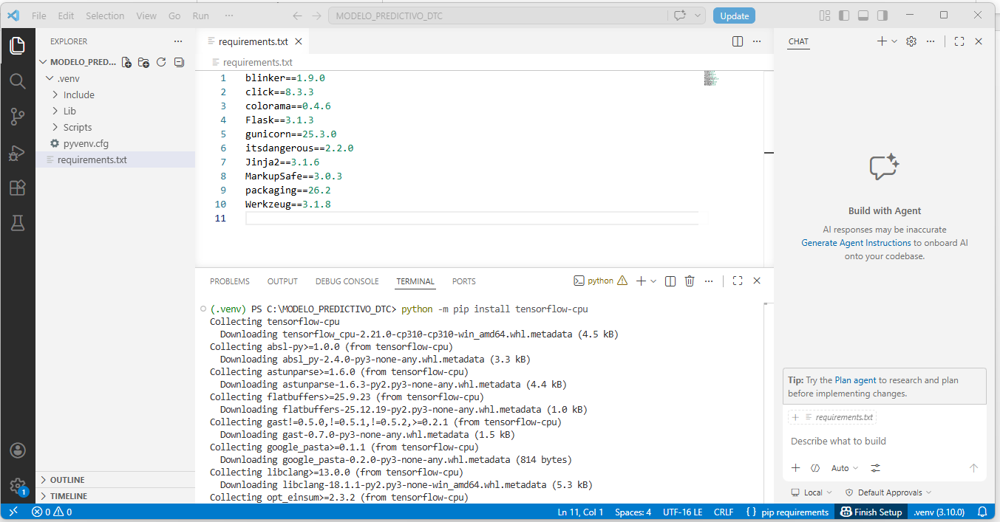 File Edit Selection View Go Run ··· MODELO_PREDICTIVO_DTC Update
EXPLORER ···
MODELO_PRED...
.venv
Include
Lib
Scripts
pyvenv.cfg
requirements.txt
OUTLINE
TIMELINE
1
requirements.txt
requirements.txt
1 blinker==1.9.0
2 click==8.3.3
3 colorama==0.4.6
4 Flask==3.1.3
5 gunicorn==25.3.0
6 itsdangerous==2.2.0
7 Jinja2==3.1.6
8 MarkupSafe==3.0.3
9 packaging==26.2
10 Werkzeug==3.1.8
11
PROBLEMS OUTPUT DEBUG CONSOLE TERMINAL PORTS python
(.venv) PS C:\MODELO_PREDICTIVO_DTC> python -m pip install tensorflow-cpu
Collecting tensorflow-cpu
Downloading tensorflow_cpu-2.21.0-cp310-cp310-win_amd64.whl.metadata (4.5 kB)
Collecting absl-py>=1.0.0 (from tensorflow-cpu)
Downloading absl_py-2.4.0-py3-none-any.whl.metadata (3.3 kB)
Collecting astunparse>=1.6.0 (from tensorflow-cpu)
Downloading astunparse-1.6.3-py2.py3-none-any.whl.metadata (4.4 kB)
Collecting flatbuffers>=25.9.23 (from tensorflow-cpu)
Downloading flatbuffers-25.12.19-py2.py3-none-any.whl.metadata (1.0 kB)
Collecting gast!=0.5.0,!=0.5.1,!=0.5.2,>=0.2.1 (from tensorflow-cpu)
Downloading gast-0.7.0-py3-none-any.whl.metadata (1.5 kB)
Collecting google_pasta>=0.1.1 (from tensorflow-cpu)
Downloading google_pasta-0.2.0-py3-none-any.whl.metadata (814 bytes)
Collecting libclang>=13.0.0 (from tensorflow-cpu)
Downloading libclang-18.1.1-py2.py3-none-win_amd64.whl.metadata (5.3 kB)
Collecting opt_einsum>=2.3.2 (from tensorflow-cpu)
CHAT
Build with Agent
AI responses may be inaccurate
Generate Agent Instructions to onboard AI
onto your codebase.
Tip: Try the Plan agent to research and plan
before implementing changes.
requirements.txt
Describe what to build
Auto
Local Default Approvals
0 0 Ln 11, Col 1 Spaces: 4 UTF-16 LE CRLF { } pip requirements Finish Setup .venv (3.10.0)